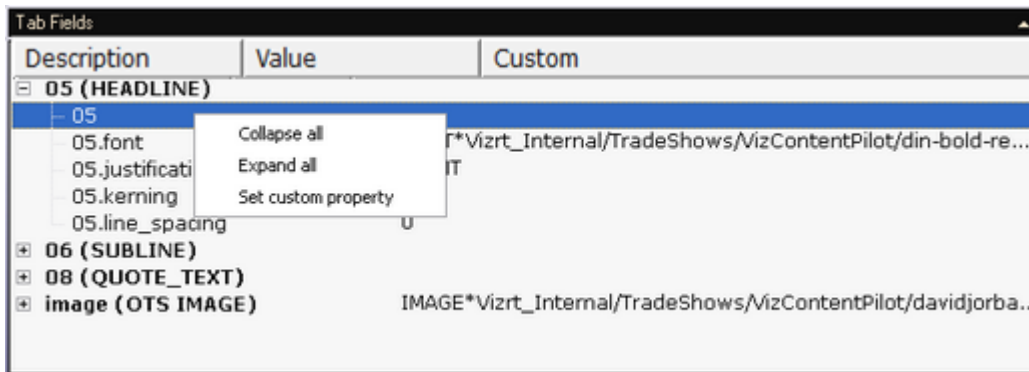 Tab Fields
Description Value Custom
05 (HEADLINE)
05
Collapse all
05.font T*Vizrt_Internal/TradeShows/VizContentPilot/din-bold-re...
Expand all
05.justificati IT
Set custom property
05.kerning
05.line_spacing 0
06 (SUBLINE)
08 (QUOTE_TEXT)
image (OTS IMAGE) IMAGE*Vizrt_Internal/TradeShows/VizContentPilot/davidjorba...